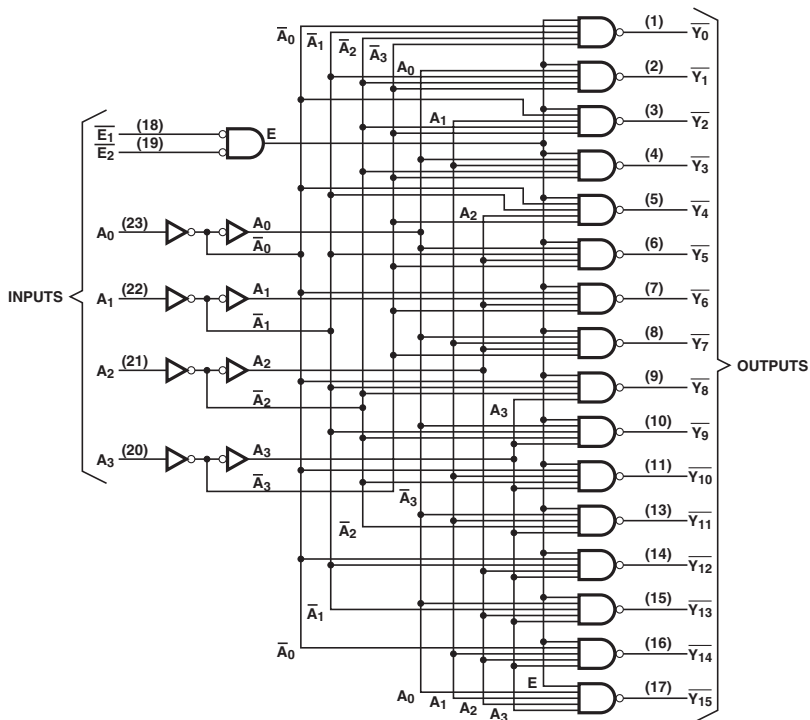 INPUTS
E̅₁ (18)
E̅₂ (19)
E
A₀ (23)
A₀
A̅₀
A₁ (22)
A₁
A̅₁
A₂ (21)
A₂
A̅₂
A₃ (20)
A₃
A̅₃
A̅₀
A̅₁
A̅₂
A̅₃
A₀
A₁
A₂
A₃
A̅₃
A̅₂
A̅₁
A̅₀
E
A₀
A₁
A₂
A₃
(1) Y̅₀
(2) Y̅₁
(3) Y̅₂
(4) Y̅₃
(5) Y̅₄
(6) Y̅₅
(7) Y̅₆
(8) Y̅₇
(9) Y̅₈
(10) Y̅₉
(11) Y̅₁₀
(13) Y̅₁₁
(14) Y̅₁₂
(15) Y̅₁₃
(16) Y̅₁₄
(17) Y̅₁₅
OUTPUTS